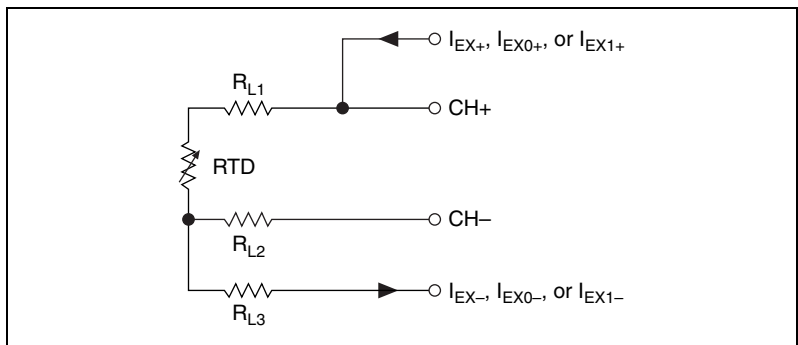 I_EX+, I_EX0+, or I_EX1+
R_L1
CH+
RTD
CH–
R_L2
I_EX–, I_EX0–, or I_EX1–
R_L3